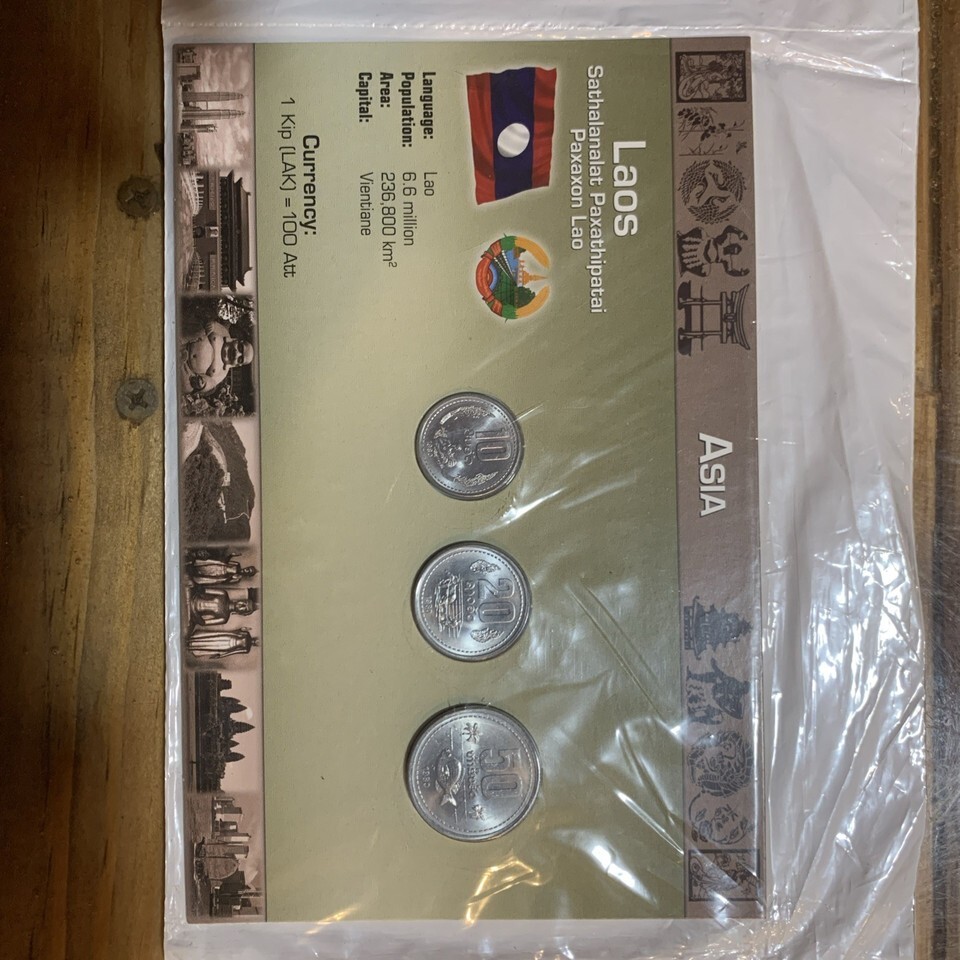 ASIA
Laos
Sathalanalat Paxathipatai
Paxaxon Lao
Language: Lao
Population: 6.6 million
Area: 236,800 km²
Capital: Vientiane
Currency:
1 Kip (LAK) = 100 Att
10
20
50